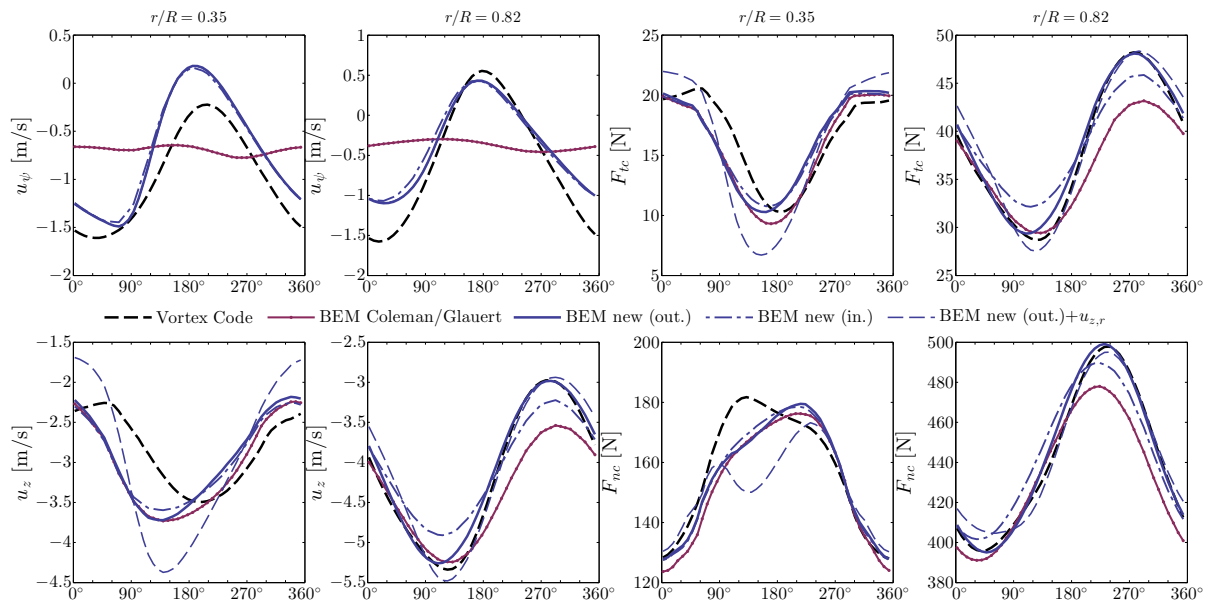 r/R = 0.35
r/R = 0.82
r/R = 0.35
r/R = 0.82
u_ψ [m/s]
0.5
0
−0.5
−1
−1.5
−2
0 90° 180° 270° 360°
u_ψ [m/s]
1
0.5
0
−0.5
−1
−1.5
−2
0 90° 180° 270° 360°
F_tc [N]
25
20
15
10
5
0 90° 180° 270° 360°
F_tc [N]
50
45
40
35
30
25
0 90° 180° 270° 360°
Vortex Code BEM Coleman/Glauert BEM new (out.) BEM new (in.) BEM new (out.)+u_{z,r}
u_z [m/s]
−1.5
−2
−2.5
−3
−3.5
−4
−4.5
0 90° 180° 270° 360°
u_z [m/s]
−2.5
−3
−3.5
−4
−4.5
−5
−5.5
0 90° 180° 270° 360°
F_nc [N]
200
180
160
140
120
0 90° 180° 270° 360°
F_nc [N]
500
480
460
440
420
400
380
0 90° 180° 270° 360°